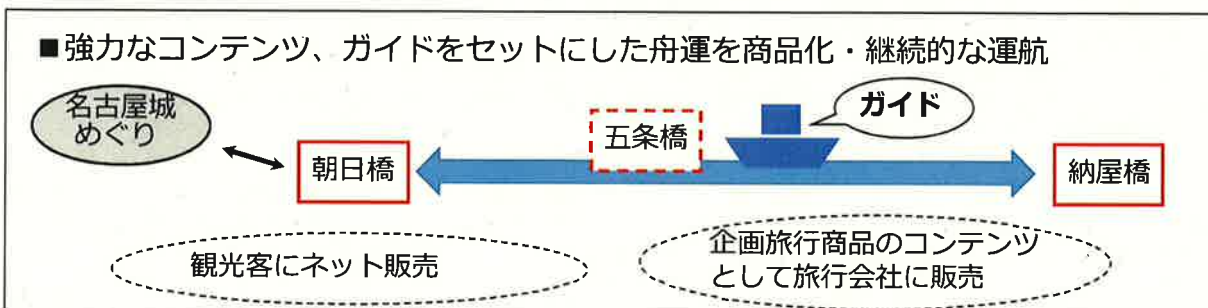 ■強力なコンテンツ、ガイドをセットにした舟運を商品化・継続的な運航
名古屋城
めぐり
朝日橋
五条橋
ガイド
納屋橋
観光客にネット販売
企画旅行商品のコンテンツ
として旅行会社に販売